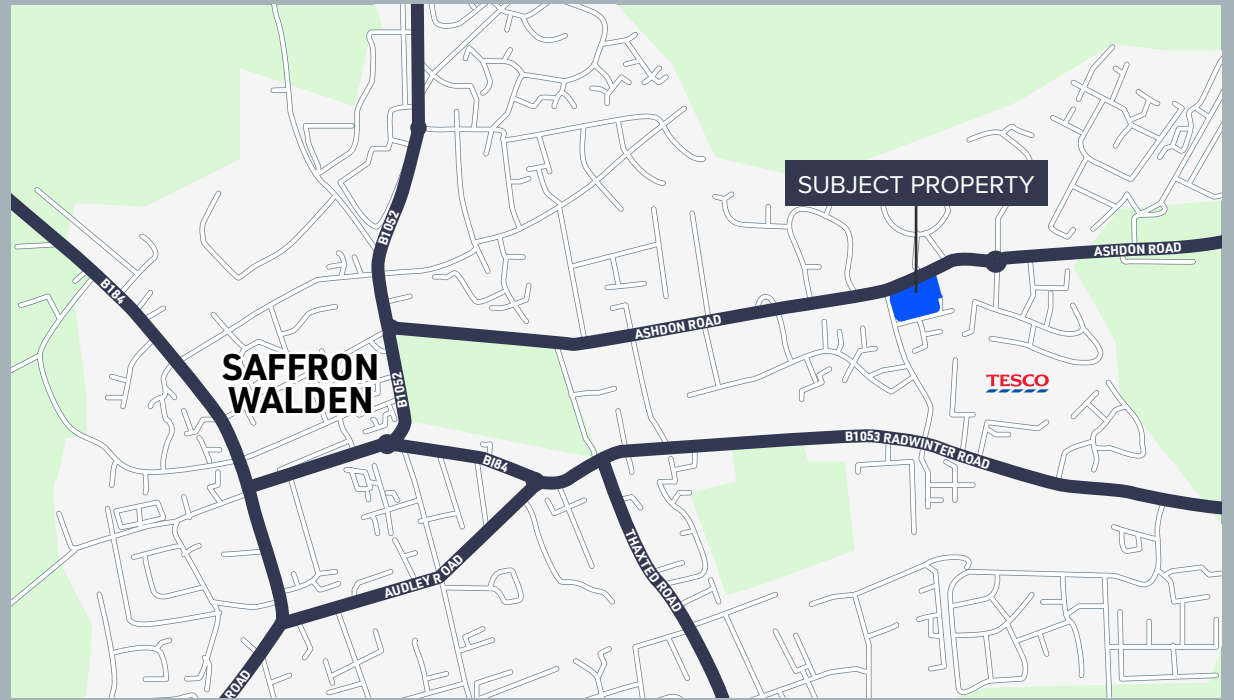 SUBJECT PROPERTY
B1052
ASHDON ROAD
B184
ASHDON ROAD
SAFFRON
WALDEN
B1052
TESCO
B1053 RADWINTER ROAD
BI84
THAXTED ROAD
AUDLEY ROAD
ROAD